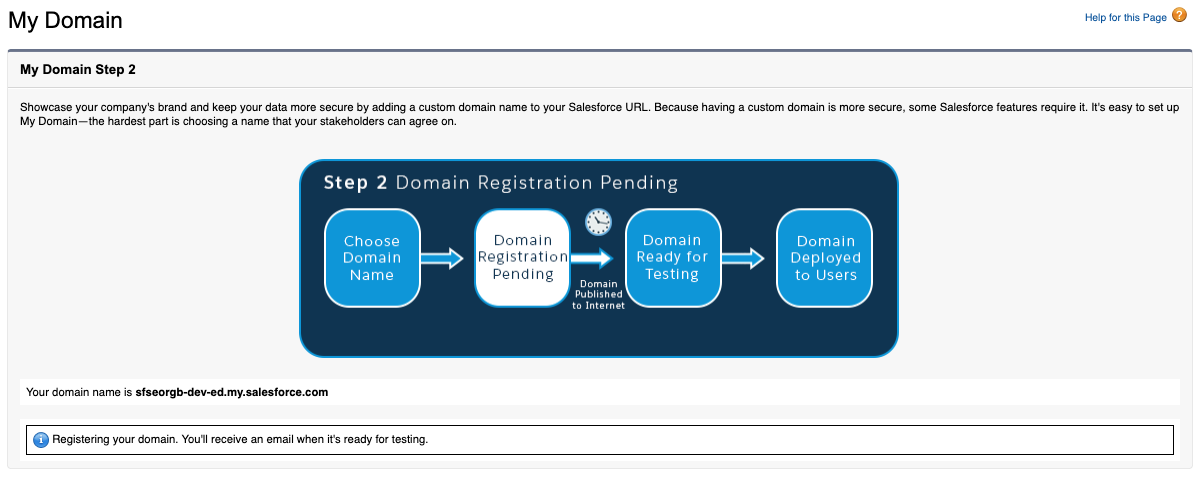 My Domain
Help for this Page ?
My Domain Step 2
Showcase your company's brand and keep your data more secure by adding a custom domain name to your Salesforce URL. Because having a custom domain is more secure, some Salesforce features require it. It's easy to set up
My Domain—the hardest part is choosing a name that your stakeholders can agree on.
Step 2 Domain Registration Pending
Choose
Domain
Name
Domain
Registration
Pending
Domain
Published
to Internet
Domain
Ready for
Testing
Domain
Deployed
to Users
Your domain name is sfseorgb-dev-ed.my.salesforce.com
i Registering your domain. You'll receive an email when it's ready for testing.